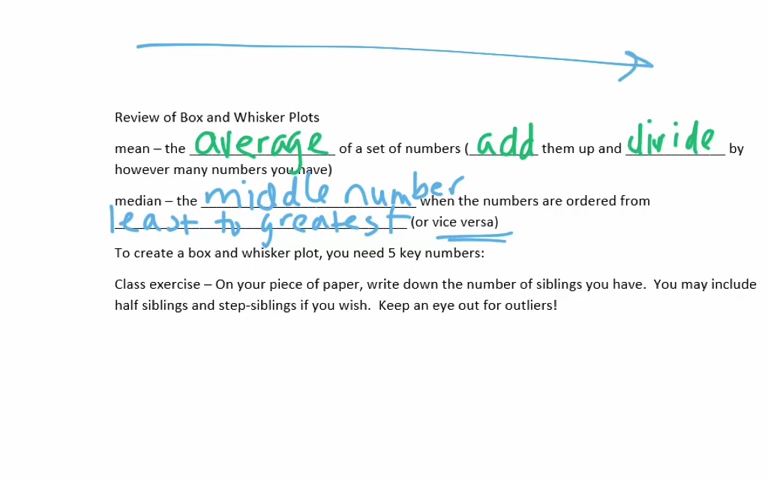 Review of Box and Whisker Plots
mean – the average of a set of numbers (add them up and divide by
however many numbers you have)
median – the middle number when the numbers are ordered from
least to greatest (or vice versa)
To create a box and whisker plot, you need 5 key numbers:
Class exercise – On your piece of paper, write down the number of siblings you have. You may include
half siblings and step-siblings if you wish. Keep an eye out for outliers!